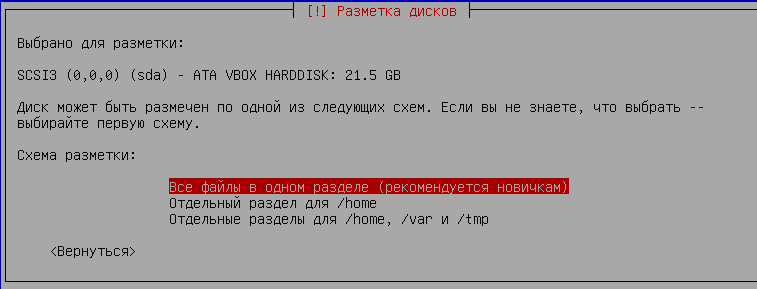 [!] Разметка дисков
Выбрано для разметки:
SCSI3 (0,0,0) (sda) - ATA VBOX HARDDISK: 21.5 GB
Диск может быть размечен по одной из следующих схем. Если вы не знаете, что выбрать --
выбирайте первую схему.
Схема разметки:
Все файлы в одном разделе (рекомендуется новичкам)
Отдельный раздел для /home
Отдельные разделы для /home, /var и /tmp
<Вернуться>